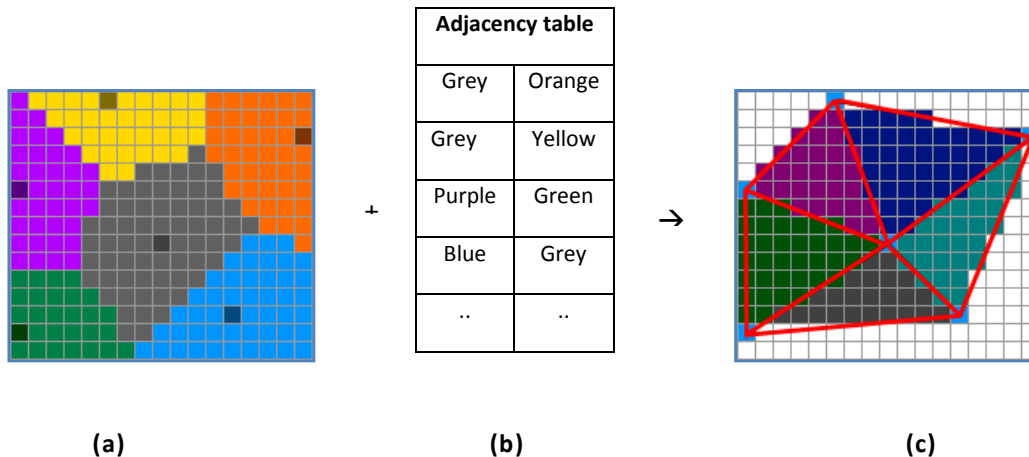 Adjacency table
Grey Orange
Grey Yellow
Purple Green
+ →
Blue Grey
.. ..
(a) (b) (c)